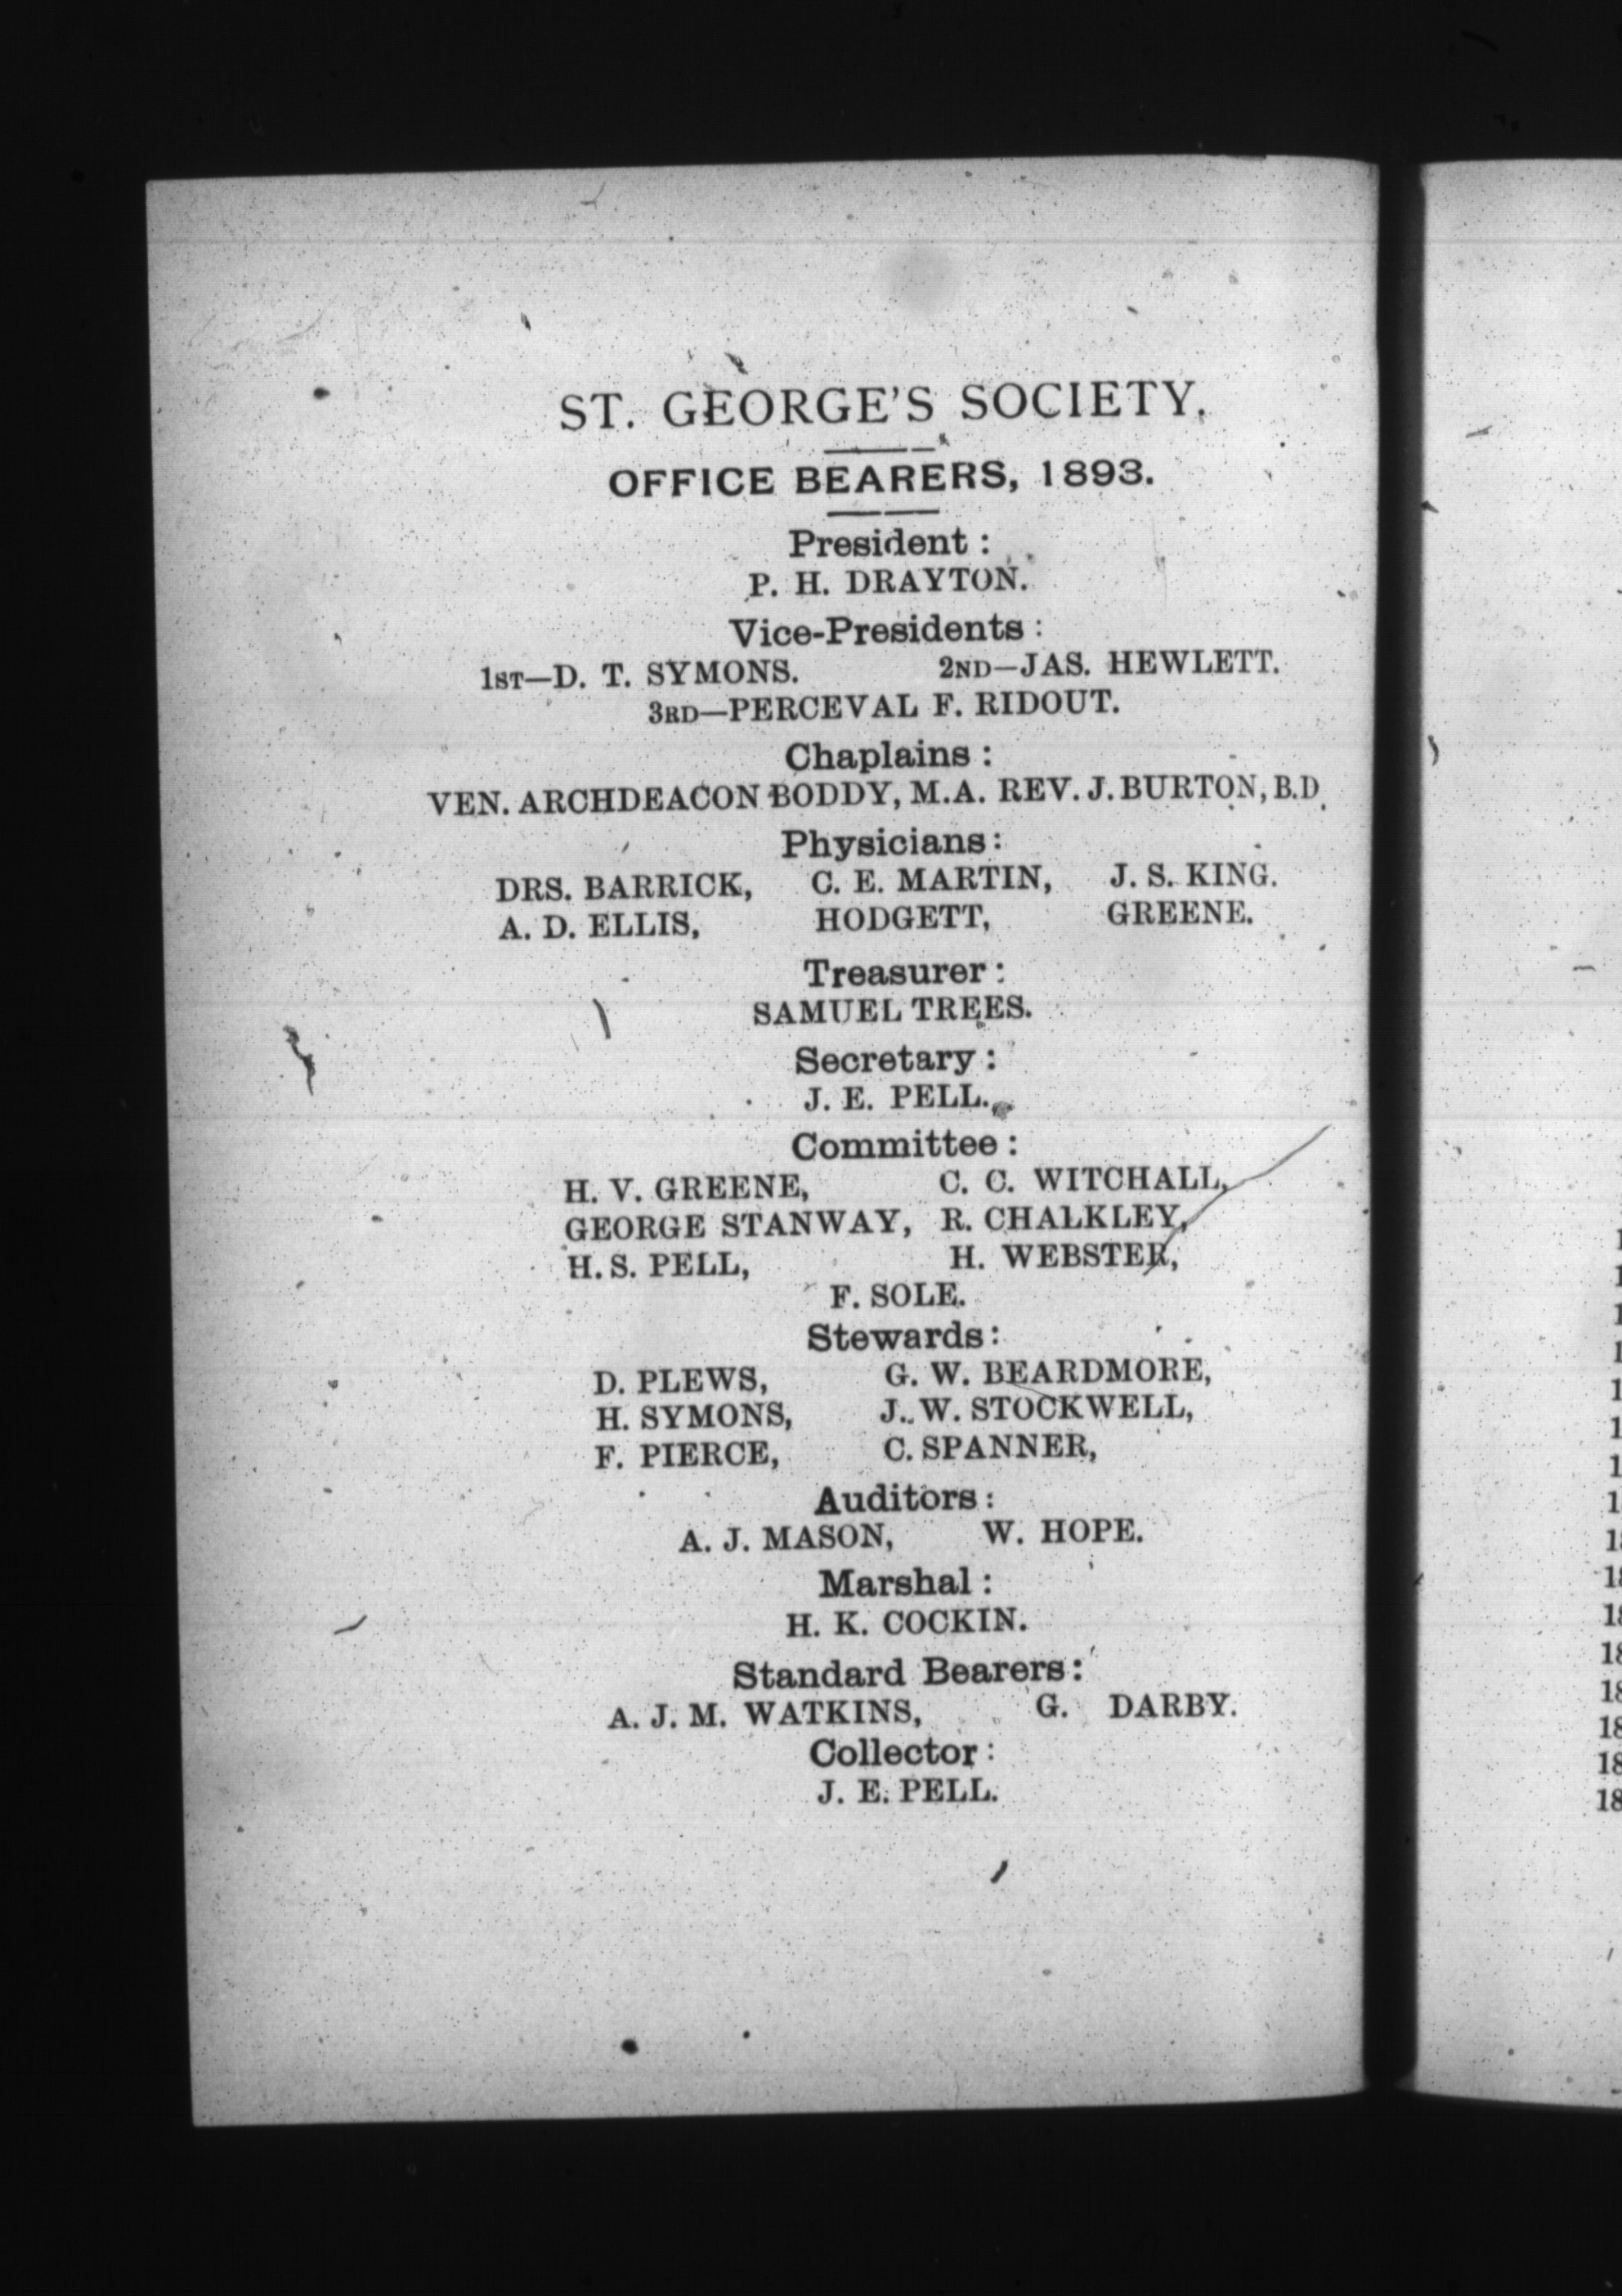 ST. GEORGE'S SOCIETY.
OFFICE BEARERS, 1893.
President :
P. H. DRAYTON.
Vice-Presidents :
1ST—D. T. SYMONS. 2ND—JAS. HEWLETT.
3RD—PERCEVAL F. RIDOUT.
Chaplains :
VEN. ARCHDEACON BODDY, M.A. REV. J. BURTON, B.D.
Physicians :
DRS. BARRICK, C. E. MARTIN, J. S. KING.
A. D. ELLIS, HODGETT, GREENE.
Treasurer :
SAMUEL TREES.
Secretary :
J. E. PELL.
Committee :
H. V. GREENE, C. C. WITCHALL,
GEORGE STANWAY, R. CHALKLEY,
H. S. PELL, H. WEBSTER,
F. SOLE.
Stewards :
D. PLEWS, G. W. BEARDMORE,
H. SYMONS, J. W. STOCKWELL,
F. PIERCE, C. SPANNER,
Auditors :
A. J. MASON, W. HOPE.
Marshal :
H. K. COCKIN.
Standard Bearers :
A. J. M. WATKINS, G. DARBY.
Collector :
J. E. PELL.